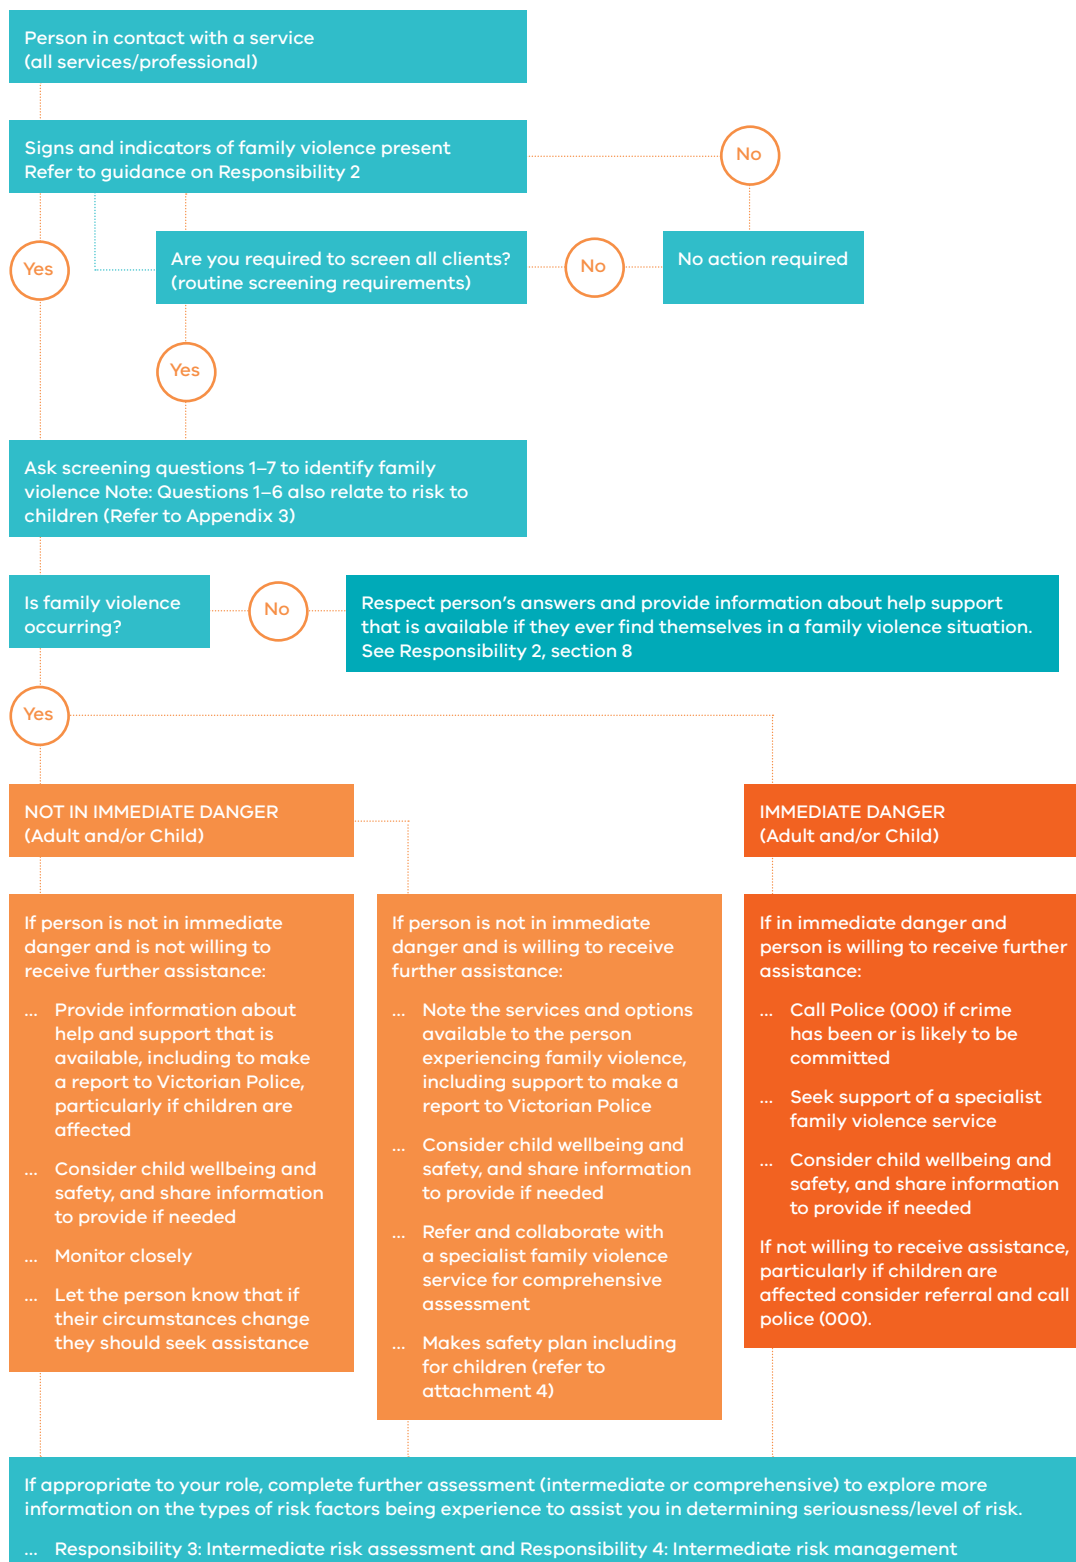 Person in contact with a service
(all services/professional)
Signs and indicators of family violence present
Refer to guidance on Responsibility 2
No
Yes
Are you required to screen all clients?
(routine screening requirements)
No
No action required
Yes
Ask screening questions 1–7 to identify family
violence Note: Questions 1–6 also relate to risk to
children (Refer to Appendix 3)
Is family violence
occurring?
No
Respect person’s answers and provide information about help support
that is available if they ever find themselves in a family violence situation.
See Responsibility 2, section 8
Yes
NOT IN IMMEDIATE DANGER
(Adult and/or Child)
IMMEDIATE DANGER
(Adult and/or Child)
If person is not in immediate
danger and is not willing to
receive further assistance:
... Provide information about
help and support that is
available, including to make
a report to Victorian Police,
particularly if children are
affected
... Consider child wellbeing and
safety, and share information
to provide if needed
... Monitor closely
... Let the person know that if
their circumstances change
they should seek assistance
If person is not in immediate
danger and is willing to receive
further assistance:
... Note the services and options
available to the person
experiencing family violence,
including support to make a
report to Victorian Police
... Consider child wellbeing and
safety, and share information
to provide if needed
... Refer and collaborate with
a specialist family violence
service for comprehensive
assessment
... Makes safety plan including
for children (refer to
attachment 4)
If in immediate danger and
person is willing to receive further
assistance:
... Call Police (000) if crime
has been or is likely to be
committed
... Seek support of a specialist
family violence service
... Consider child wellbeing and
safety, and share information
to provide if needed
If not willing to receive assistance,
particularly if children are
affected consider referral and call
police (000).
If appropriate to your role, complete further assessment (intermediate or comprehensive) to explore more
information on the types of risk factors being experience to assist you in determining seriousness/level of risk.
... Responsibility 3: Intermediate risk assessment and Responsibility 4: Intermediate risk management